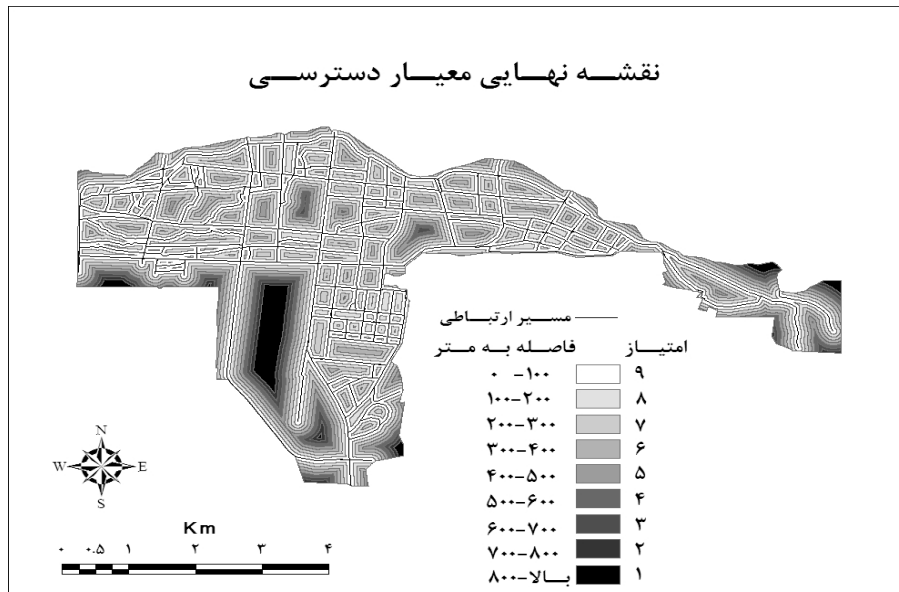 نقشه نهایی معیار دسترسی
مسیر ارتباطی
امتیاز فاصله به متر
۹ ۰ -۱۰۰
۸ ۱۰۰-۲۰۰
۷ ۲۰۰-۳۰۰
۶ ۳۰۰-۴۰۰
۵ ۴۰۰-۵۰۰
۴ ۵۰۰-۶۰۰
۳ ۶۰۰-۷۰۰
۲ ۷۰۰-۸۰۰
۱ بالا-۸۰۰
N
W E
S
Km
۰ ۰.۵ ۱ ۲ ۳ ۴